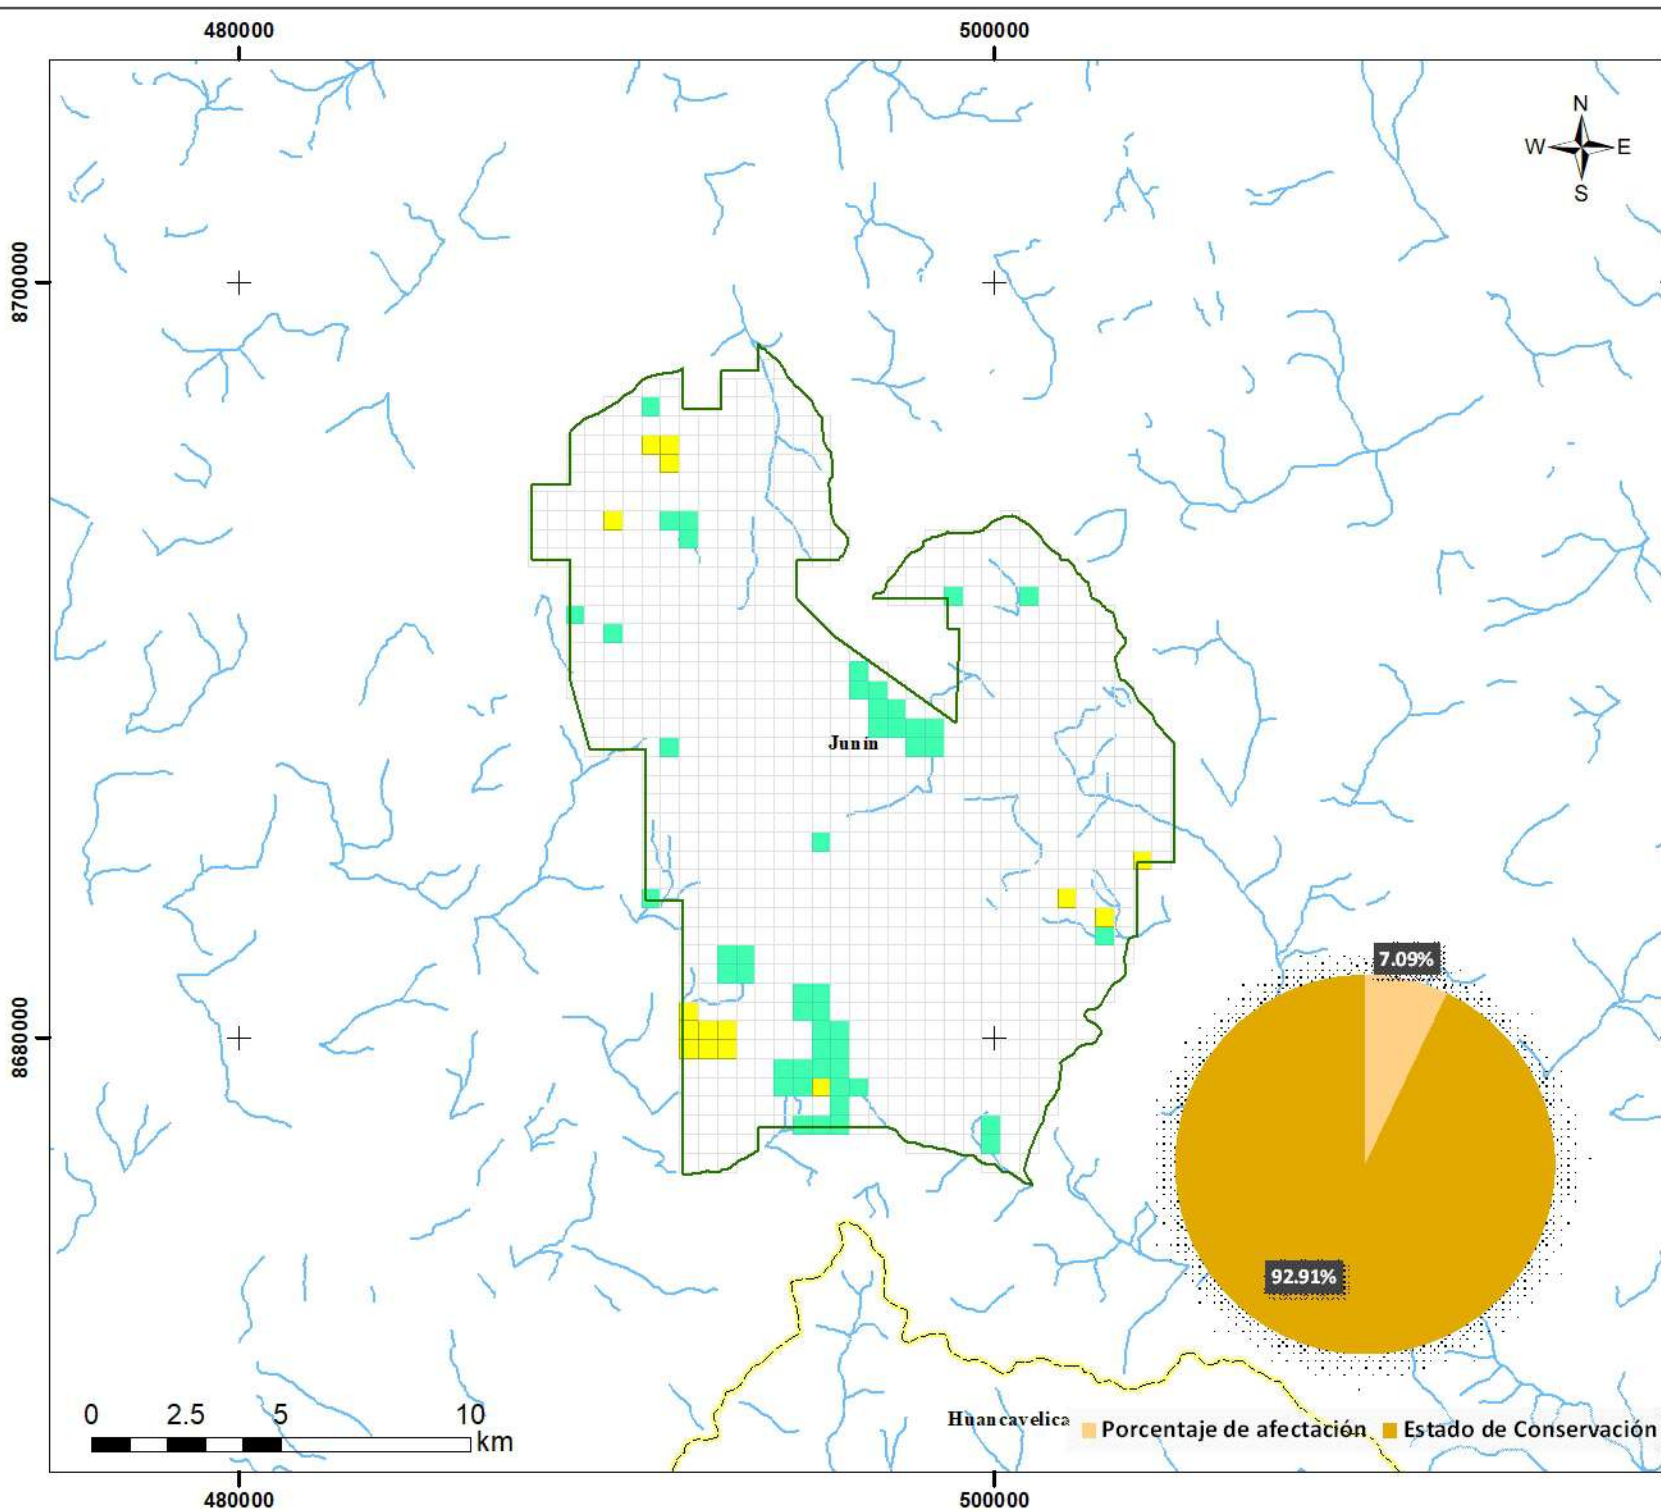 480000 500000
N
W E
S
8700000
Junín
7.09%
8680000
92.91%
0 2.5 5 10
km
Huancavelica
Porcentaje de afectación Estado de Conservación
480000 500000